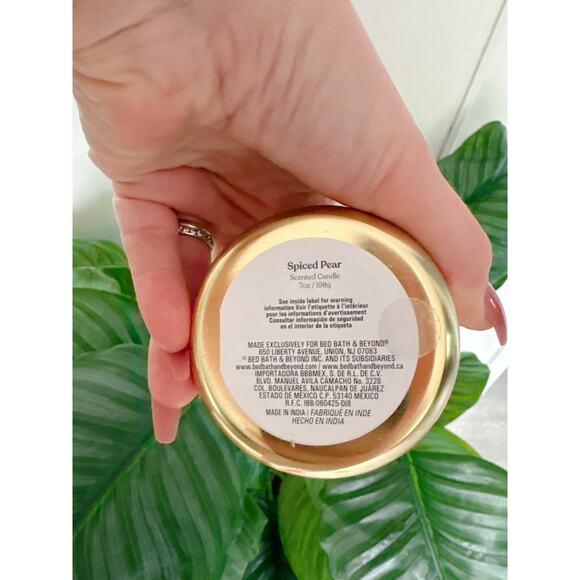 Spiced Pear
Scented Candle
7oz / 198g
See inside label for warning
information Voir l'etiquette à l'intérieur
pour les informations d'avertissement
Consultar información de seguridad
en el interior de la etiqueta
MADE EXCLUSIVELY FOR BED BATH & BEYOND®
650 LIBERTY AVENUE, UNION, NJ 07083
® BED BATH & BEYOND INC. AND ITS SUBSIDIARIES
www.bedbathandbeyond.com | www.bedbathandbeyond.ca
IMPORTADORA BBBMEX, S. DE R.L. DE C.V.
BLVD. MANUEL AVILA CAMACHO No. 3228
COL. BOULEVARES, NAUCALPAN DE JUÁREZ
ESTADO DE MÉXICO C.P. 53140 MÉXICO
R.F.C. IBB-060425-DI8
MADE IN INDIA | FABRIQUÉ EN INDE
HECHO EN INDIA